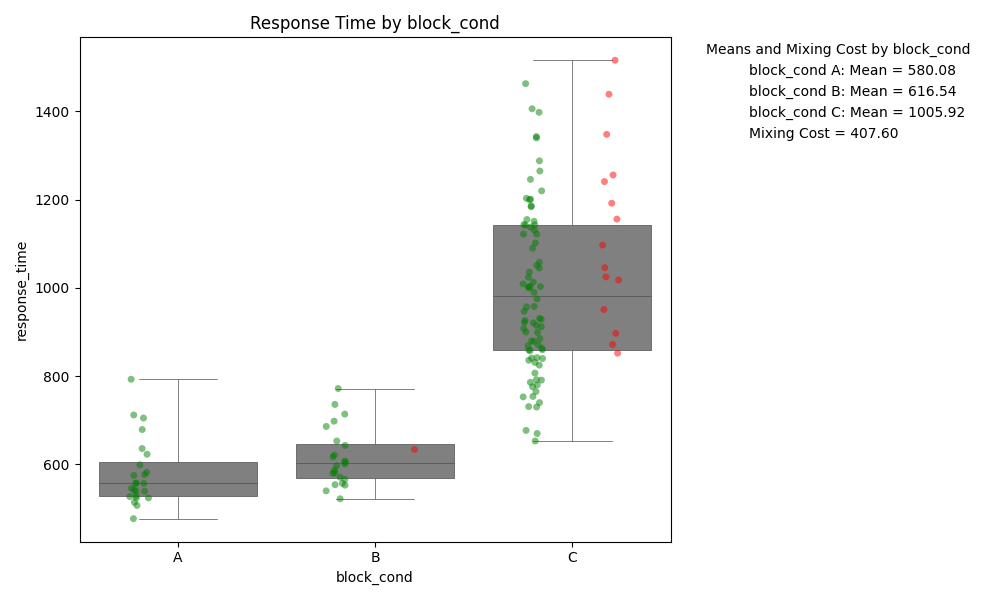 Response Time by block_cond
Means and Mixing Cost by block_cond
block_cond A: Mean = 580.08
block_cond B: Mean = 616.54
block_cond C: Mean = 1005.92
Mixing Cost = 407.60
response_time
1400
1200
1000
800
600
A B C
block_cond